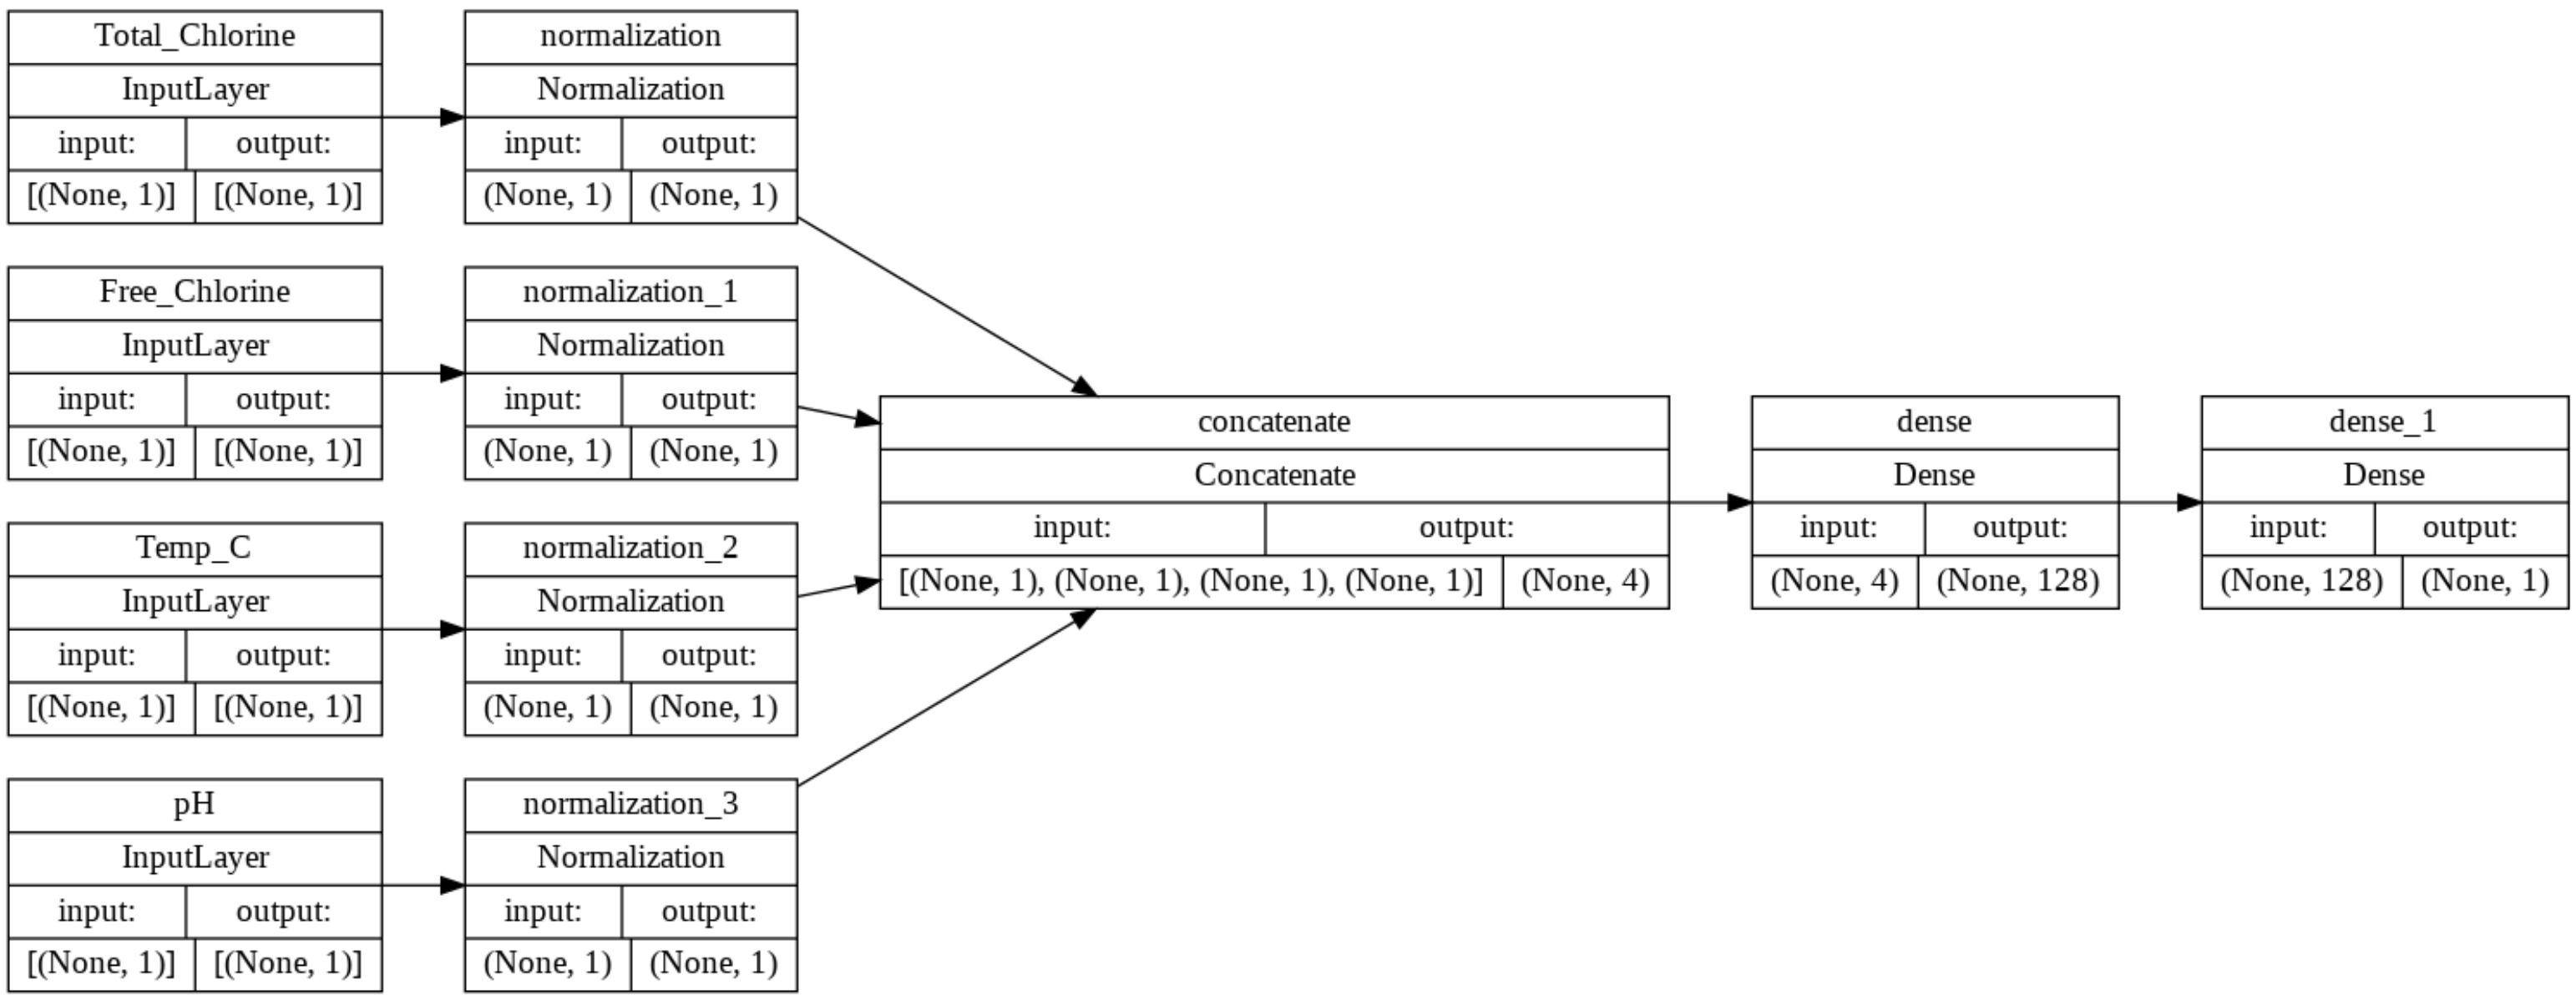 Total_Chlorine
InputLayer
input: output:
[(None, 1)] [(None, 1)]
normalization
Normalization
input: output:
(None, 1) (None, 1)
Free_Chlorine
InputLayer
input: output:
[(None, 1)] [(None, 1)]
normalization_1
Normalization
input: output:
(None, 1) (None, 1)
Temp_C
InputLayer
input: output:
[(None, 1)] [(None, 1)]
normalization_2
Normalization
input: output:
(None, 1) (None, 1)
pH
InputLayer
input: output:
[(None, 1)] [(None, 1)]
normalization_3
Normalization
input: output:
(None, 1) (None, 1)
concatenate
Concatenate
input: output:
[(None, 1), (None, 1), (None, 1), (None, 1)] (None, 4)
dense
Dense
input: output:
(None, 4) (None, 128)
dense_1
Dense
input: output:
(None, 128) (None, 1)